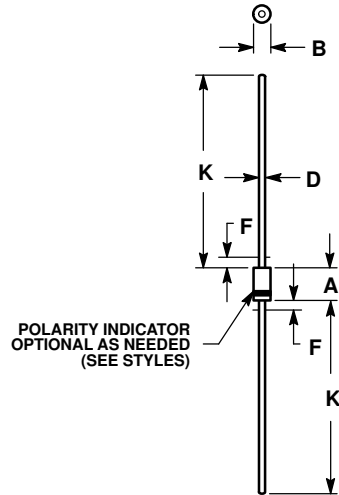 B
K
D
F
A
POLARITY INDICATOR
OPTIONAL AS NEEDED
(SEE STYLES)
F
K